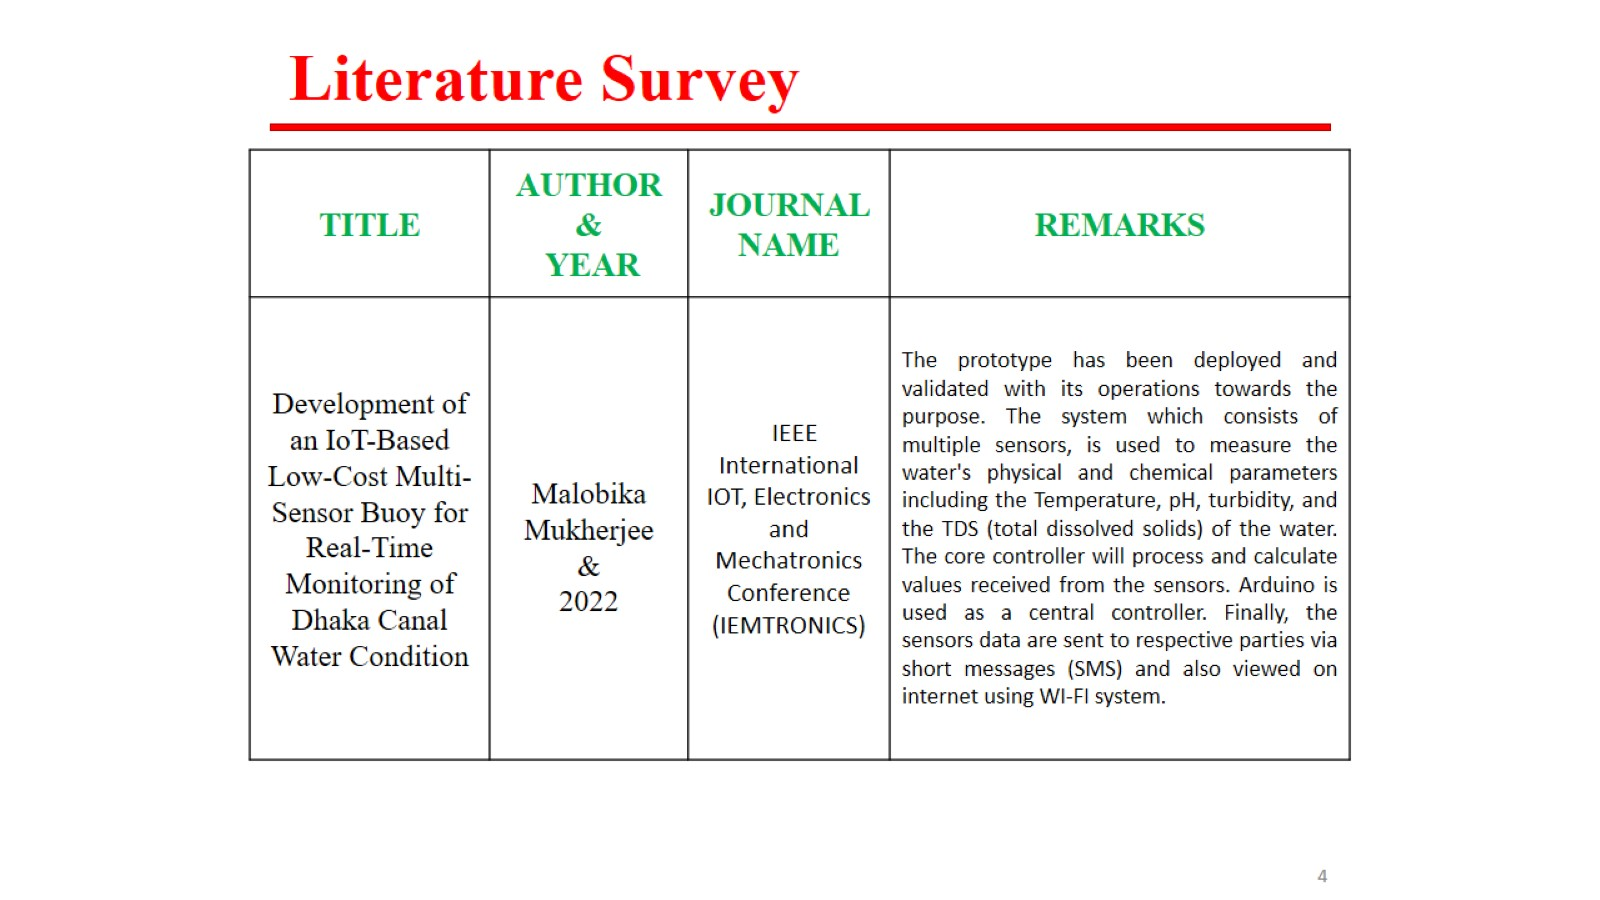 Literature Survey
TITLE
AUTHOR
&
YEAR
JOURNAL
NAME
REMARKS
Development of
an IoT-Based
Low-Cost Multi-
Sensor Buoy for
Real-Time
Monitoring of
Dhaka Canal
Water Condition
Malobika
Mukherjee
&
2022
IEEE
International
IOT, Electronics
and
Mechatronics
Conference
(IEMTRONICS)
The prototype has been deployed and
validated with its operations towards the
purpose. The system which consists of
multiple sensors, is used to measure the
water's physical and chemical parameters
including the Temperature, pH, turbidity, and
the TDS (total dissolved solids) of the water.
The core controller will process and calculate
values received from the sensors. Arduino is
used as a central controller. Finally, the
sensors data are sent to respective parties via
short messages (SMS) and also viewed on
internet using WI-FI system.
4